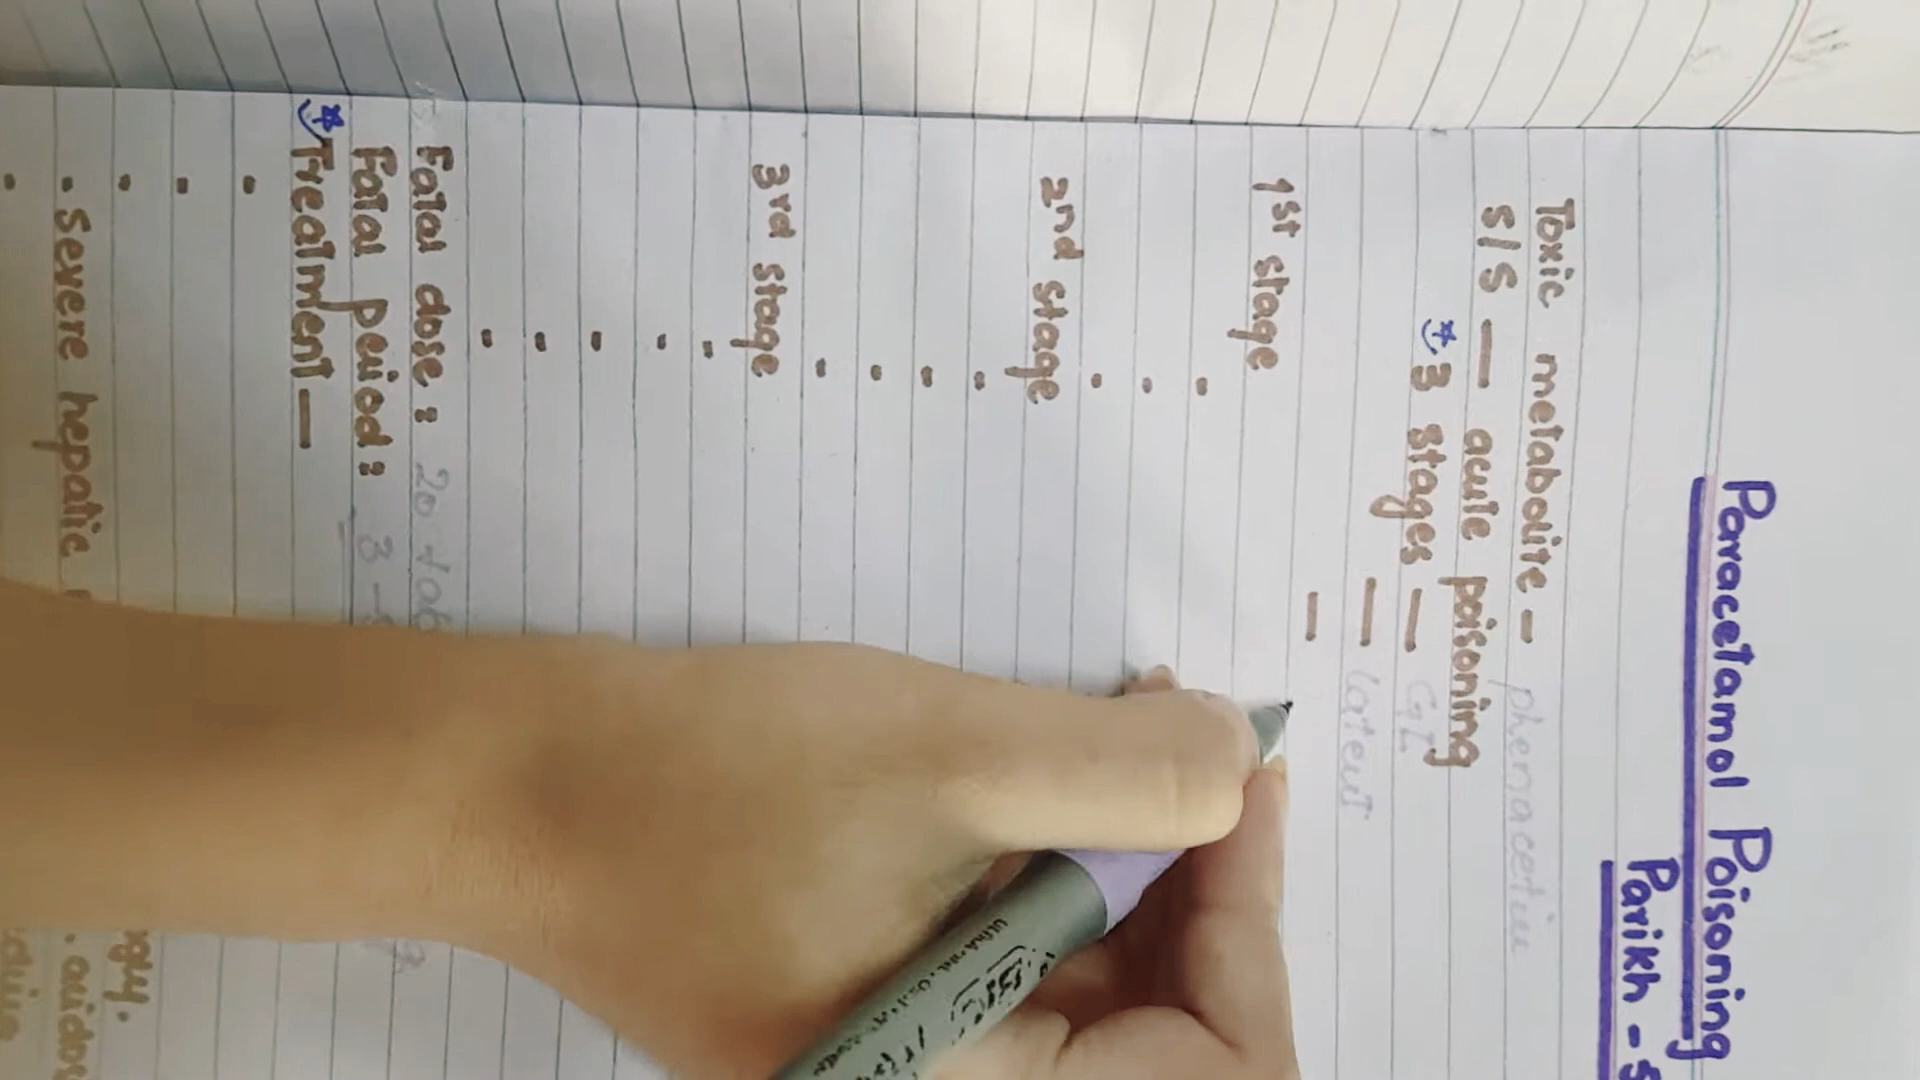 Paracetamol Poisoning
Parikh -
Toxic metabolite - phenacetin
S/S — acute poisoning
3 stages — GI
— latent
—
1st stage
2nd stage
3rd stage
Fatal dose: 20
Fatal period: 3 -
Treatment —
• Severe hepatic